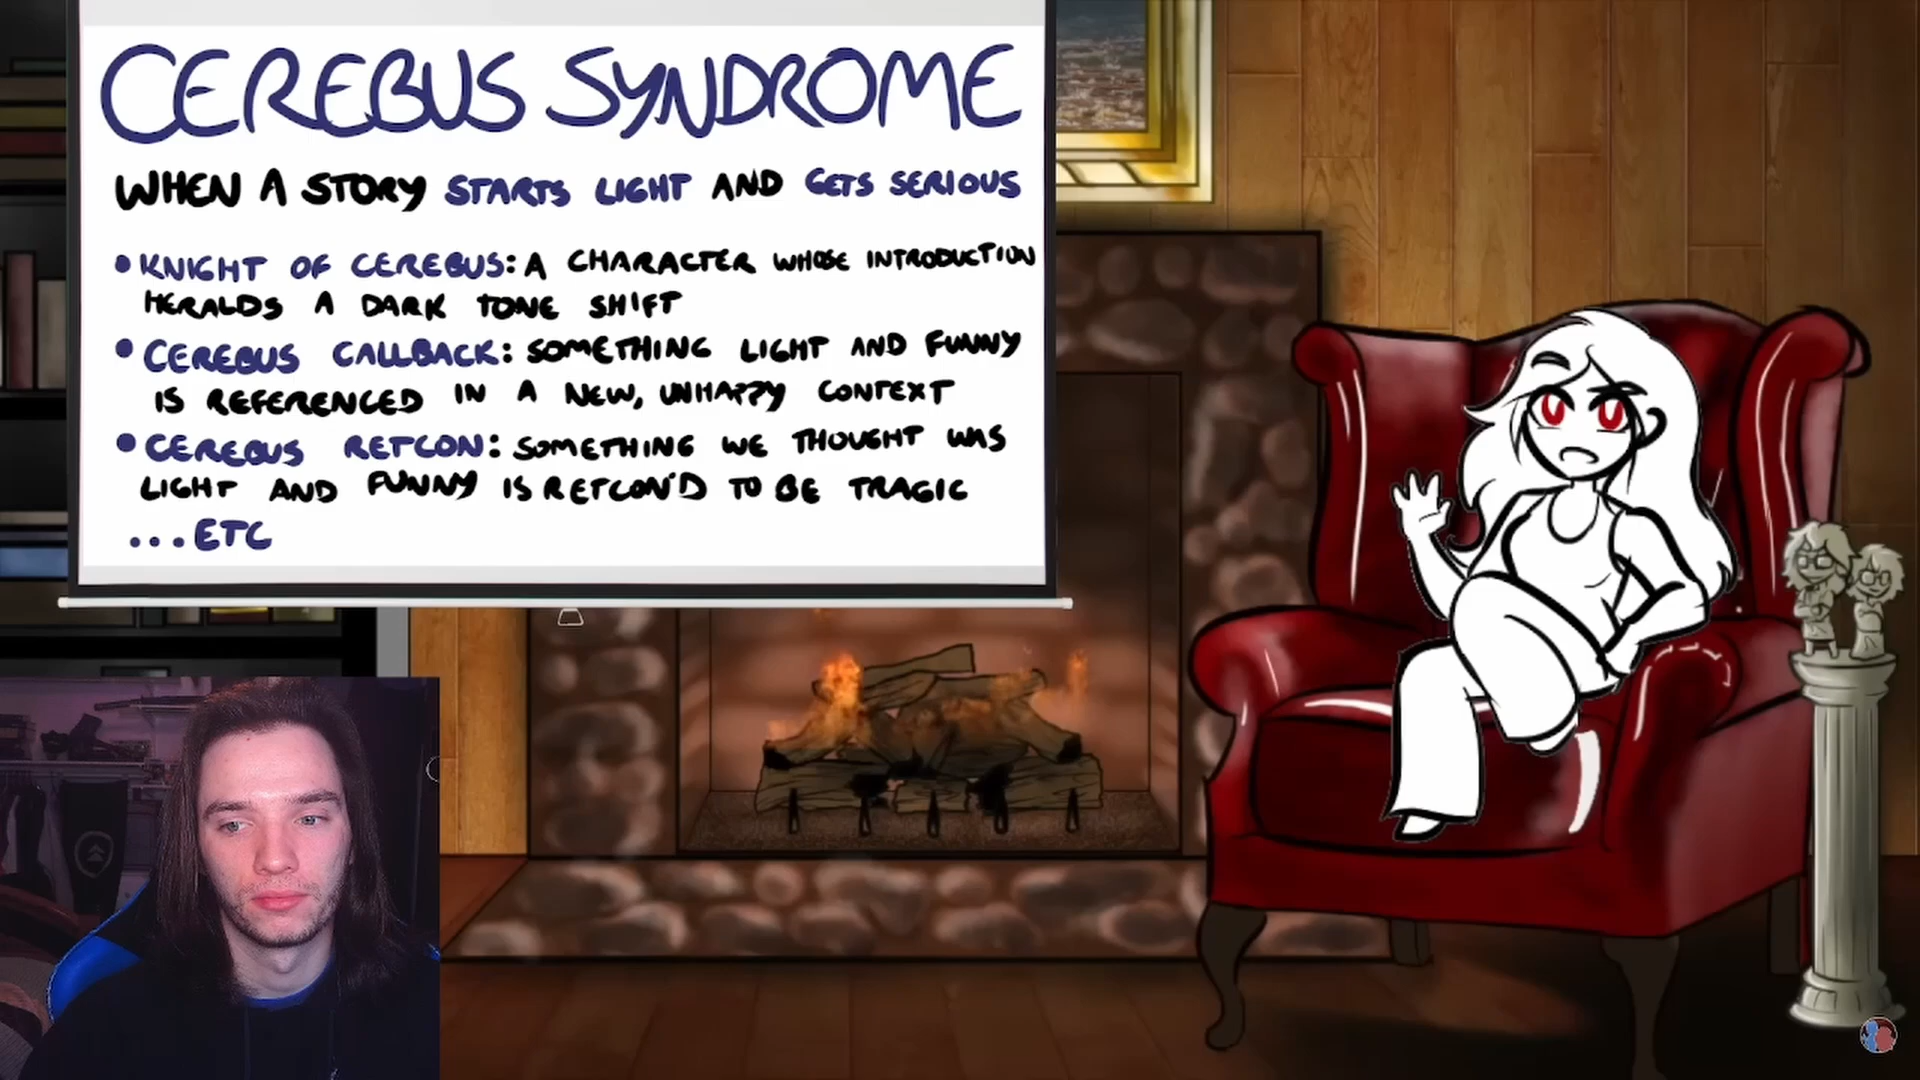 CEREBUS SYNDROME
WHEN A STORY STARTS LIGHT AND GETS SERIOUS
• KNIGHT OF CEREBUS: A CHARACTER WHOSE INTRODUCTION
HERALDS A DARK TONE SHIFT
• CEREBUS CALLBACK: SOMETHING LIGHT AND FUNNY
IS REFERENCED IN A NEW, UNHAPPY CONTEXT
• CEREBUS RETCON: SOMETHING WE THOUGHT WAS
LIGHT AND FUNNY IS RETCON'D TO BE TRAGIC
...ETC